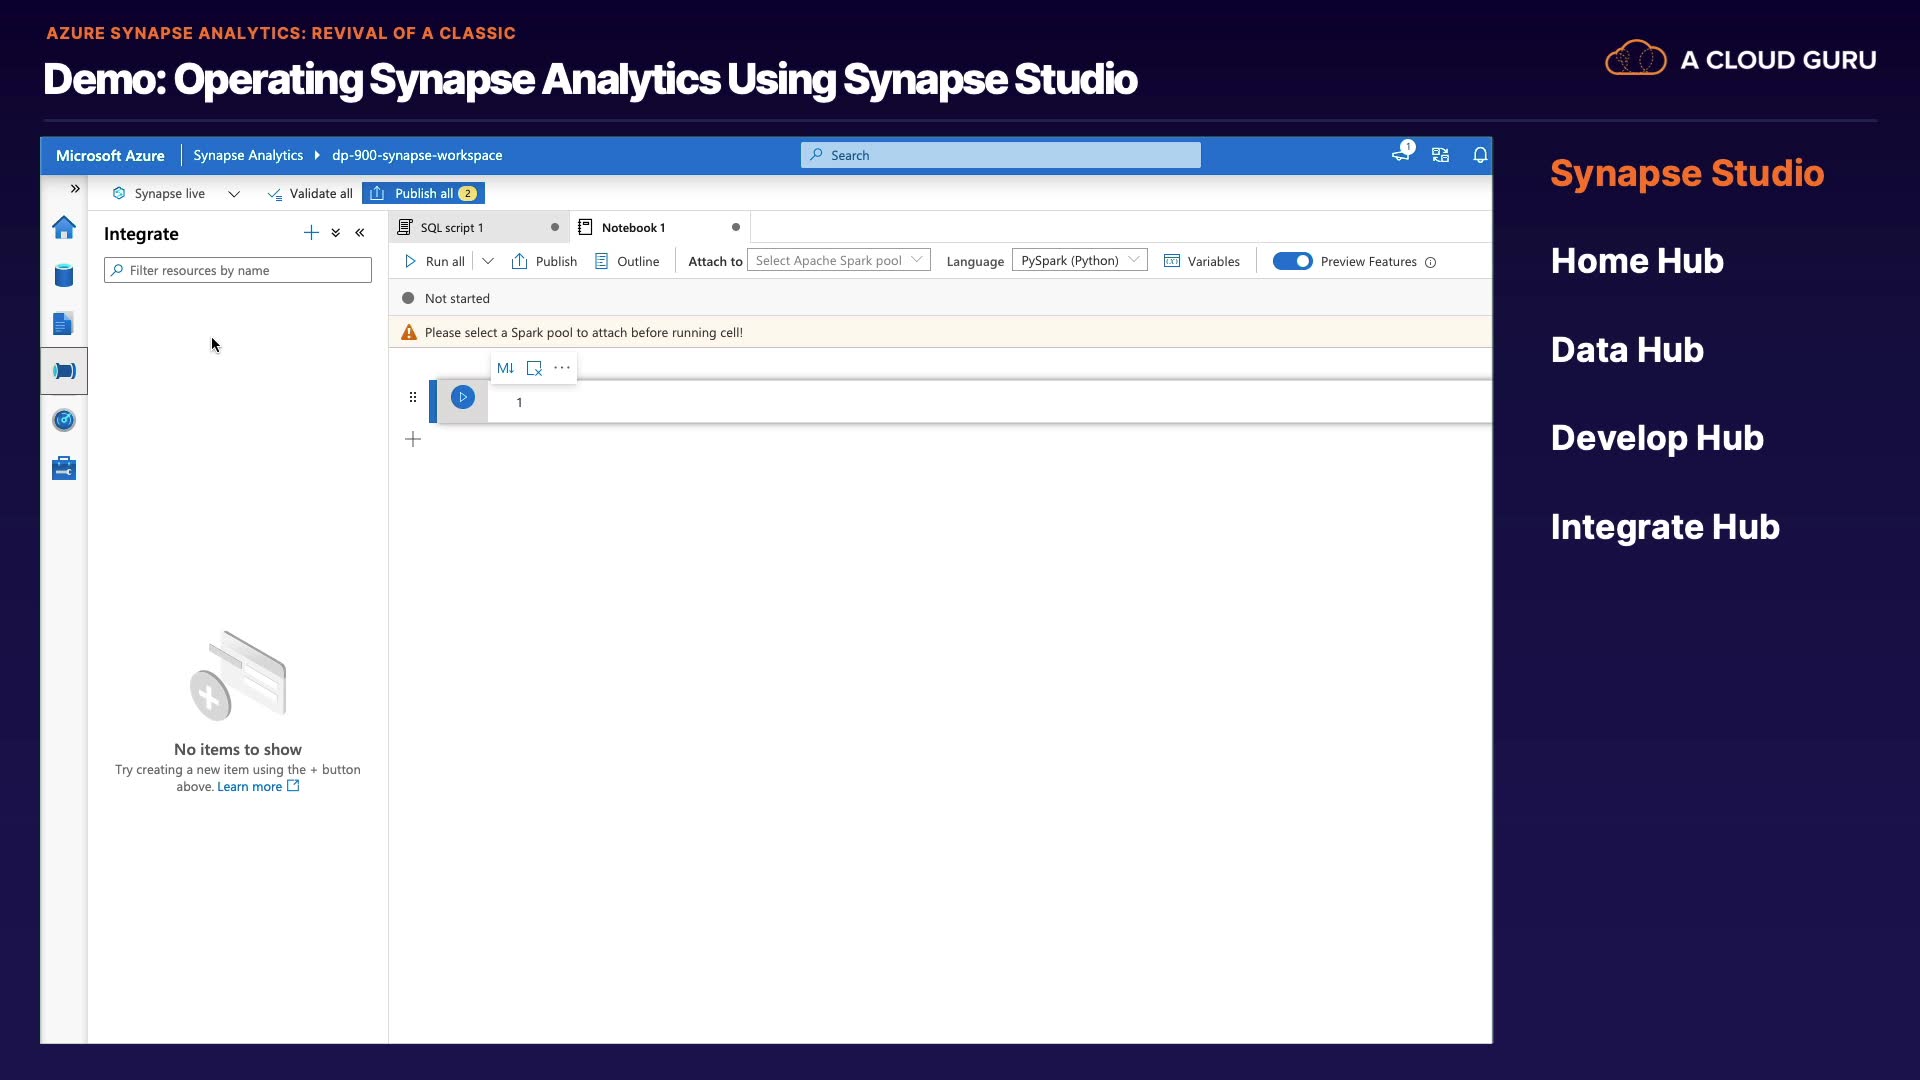 AZURE SYNAPSE ANALYTICS: REVIVAL OF A CLASSIC
Demo: Operating Synapse Analytics Using Synapse Studio
A CLOUD GURU
Microsoft Azure
Synapse Analytics
dp-900-synapse-workspace
Search
1
Synapse live
Validate all
Publish all
2
Integrate
Filter resources by name
No items to show
Try creating a new item using the + button
above. Learn more
SQL script 1
Notebook 1
Run all
Publish
Outline
Attach to
Select Apache Spark pool
Language
PySpark (Python)
Variables
Preview Features
Not started
Please select a Spark pool to attach before running cell!
M↓
1
Synapse Studio
Home Hub
Data Hub
Develop Hub
Integrate Hub